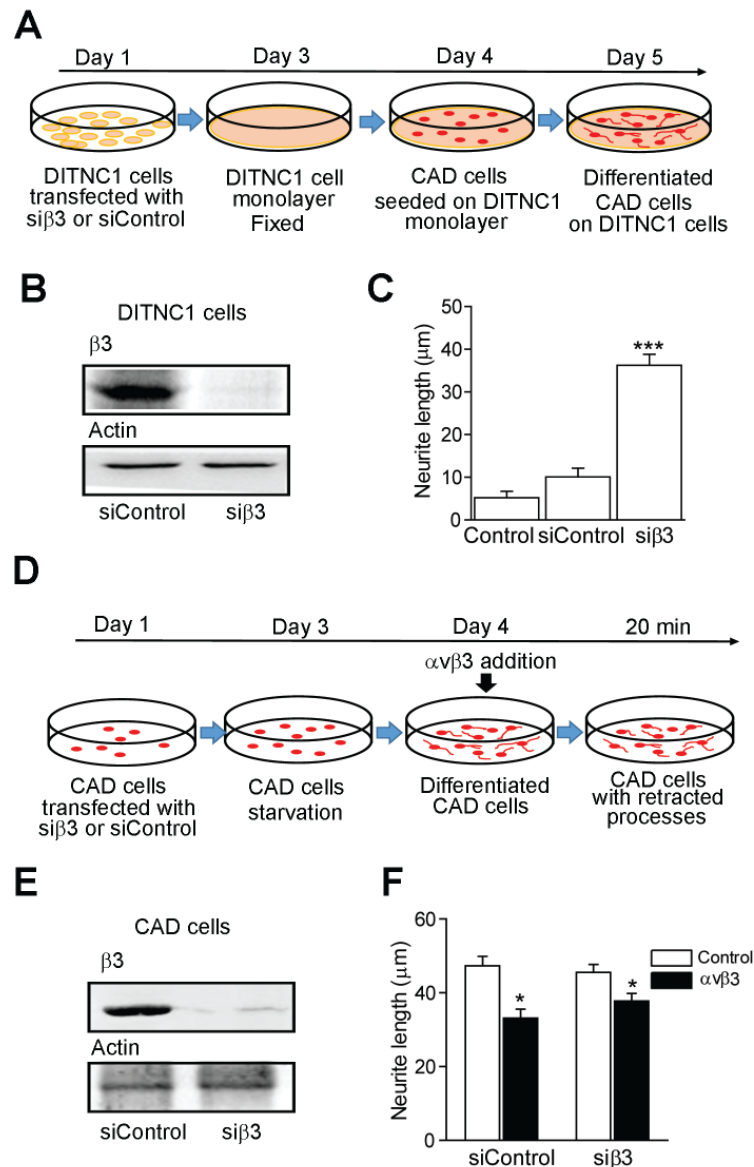 A
Day 1 Day 3 Day 4 Day 5
DITNC1 cells
transfected with
siβ3 or siControl
DITNC1 cell
monolayer
Fixed
CAD cells
seeded on DITNC1
monolayer
Differentiated
CAD cells
on DITNC1 cells
B
DITNC1 cells
β3
Actin
siControl siβ3
C
Neurite length (μm)
50
40
30
20
10
0
***
Control siControl siβ3
D
Day 1 Day 3 Day 4 20 min
αvβ3 addition
CAD cells
transfected with
siβ3 or siControl
CAD cells
starvation
Differentiated
CAD cells
CAD cells
with retracted
processes
E
CAD cells
β3
Actin
siControl siβ3
F
Neurite length (μm)
60
40
20
0
* *
Control
αvβ3
siControl siβ3